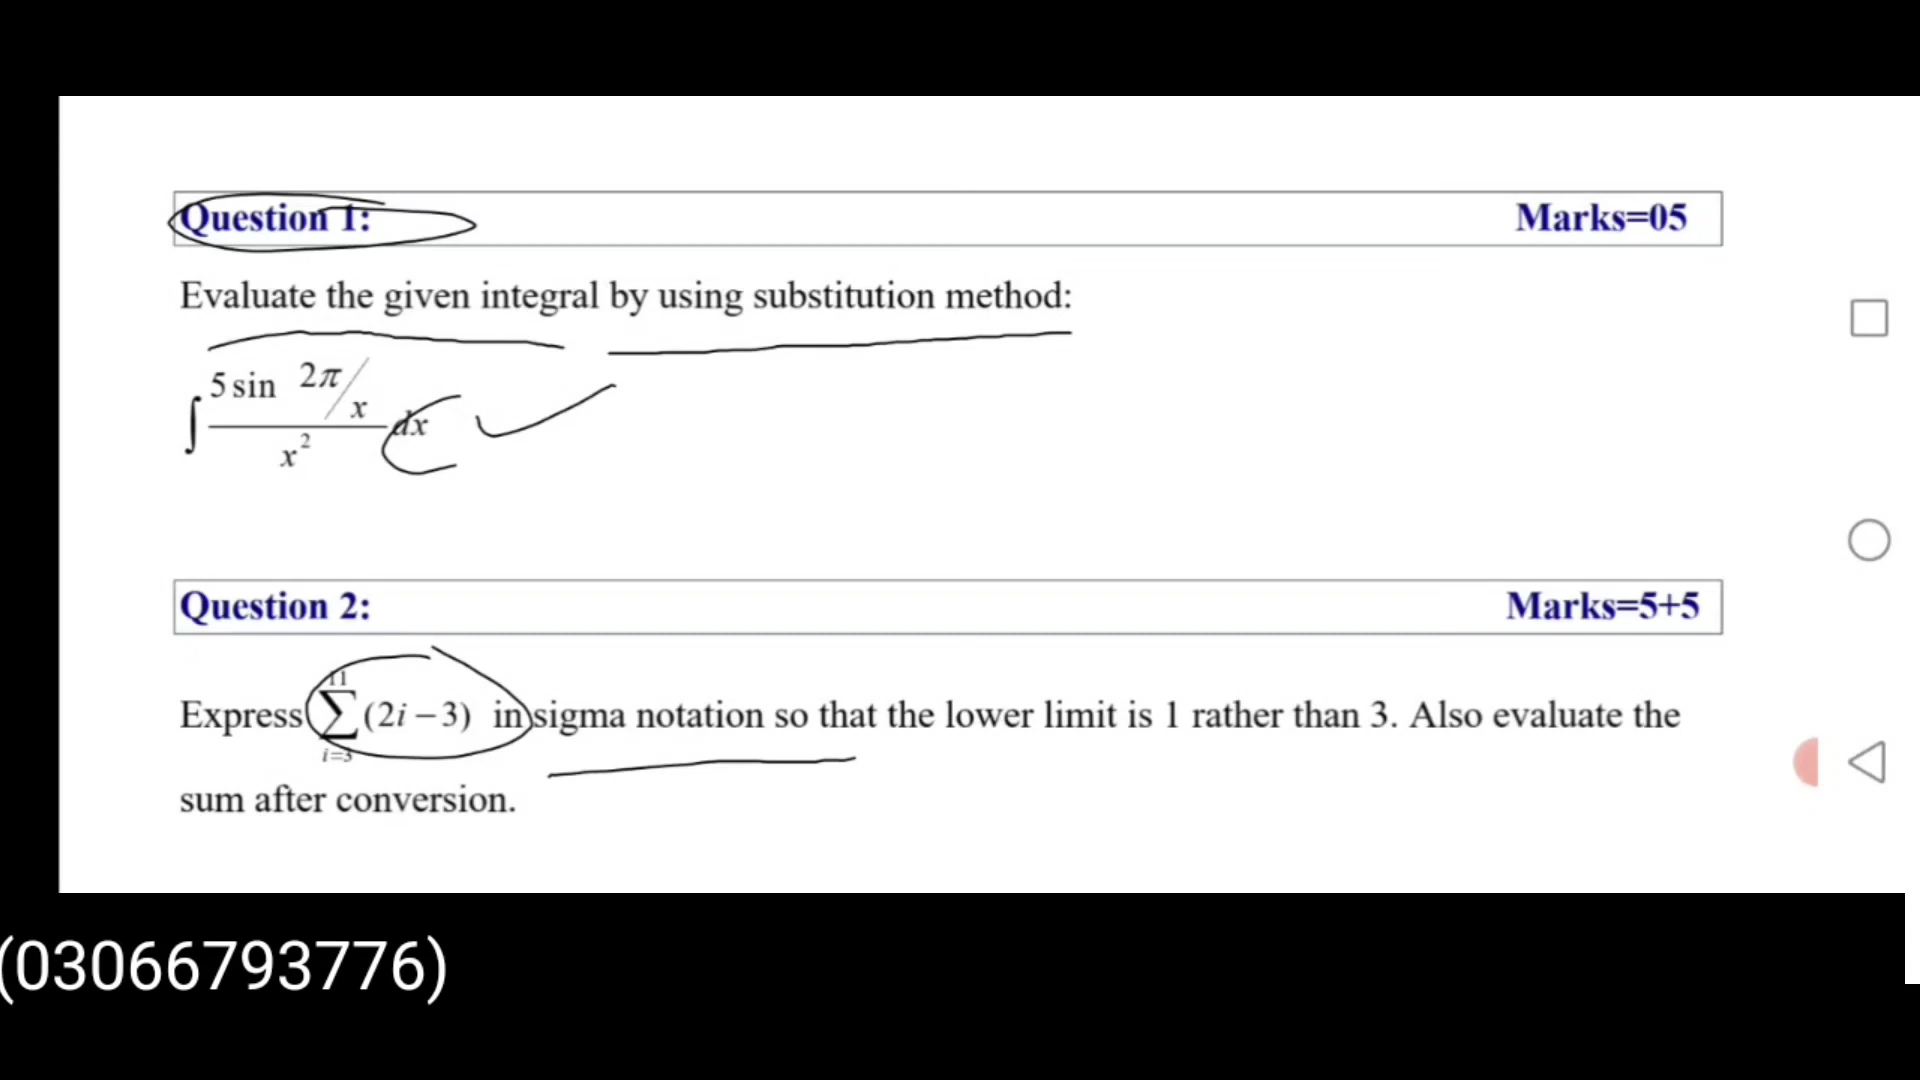 Question 1: Marks=05
Evaluate the given integral by using substitution method:
∫ (5 sin 2π/x) / x² dx
Question 2: Marks=5+5
Express ∑_{i=3}^{11} (2i – 3) in sigma notation so that the lower limit is 1 rather than 3. Also evaluate the
sum after conversion.
(03066793776)